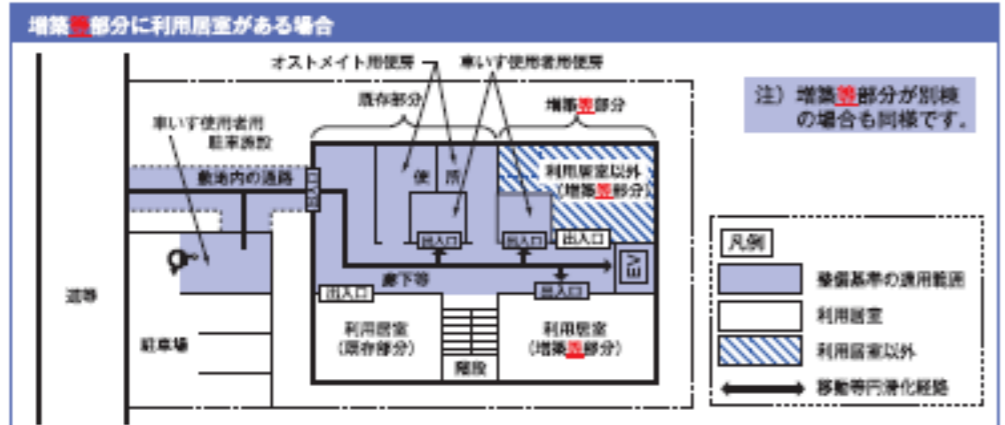 増築等部分に利用居室がある場合
オストメイト用便房
車いす使用者用便房
既存部分
増築等部分
注）増築等部分が別棟
の場合も同様です。
車いす使用者用
駐車施設
敷地内の通路
出入口
便所
利用居室以外
（増築等部分）
出入口
出入口
出入口
EV
廊下等
出入口
出入口
道等
駐車場
利用居室
（既存部分）
階段
利用居室
（増築等部分）
凡例
整備基準の適用範囲
利用居室
利用居室以外
移動等円滑化経路